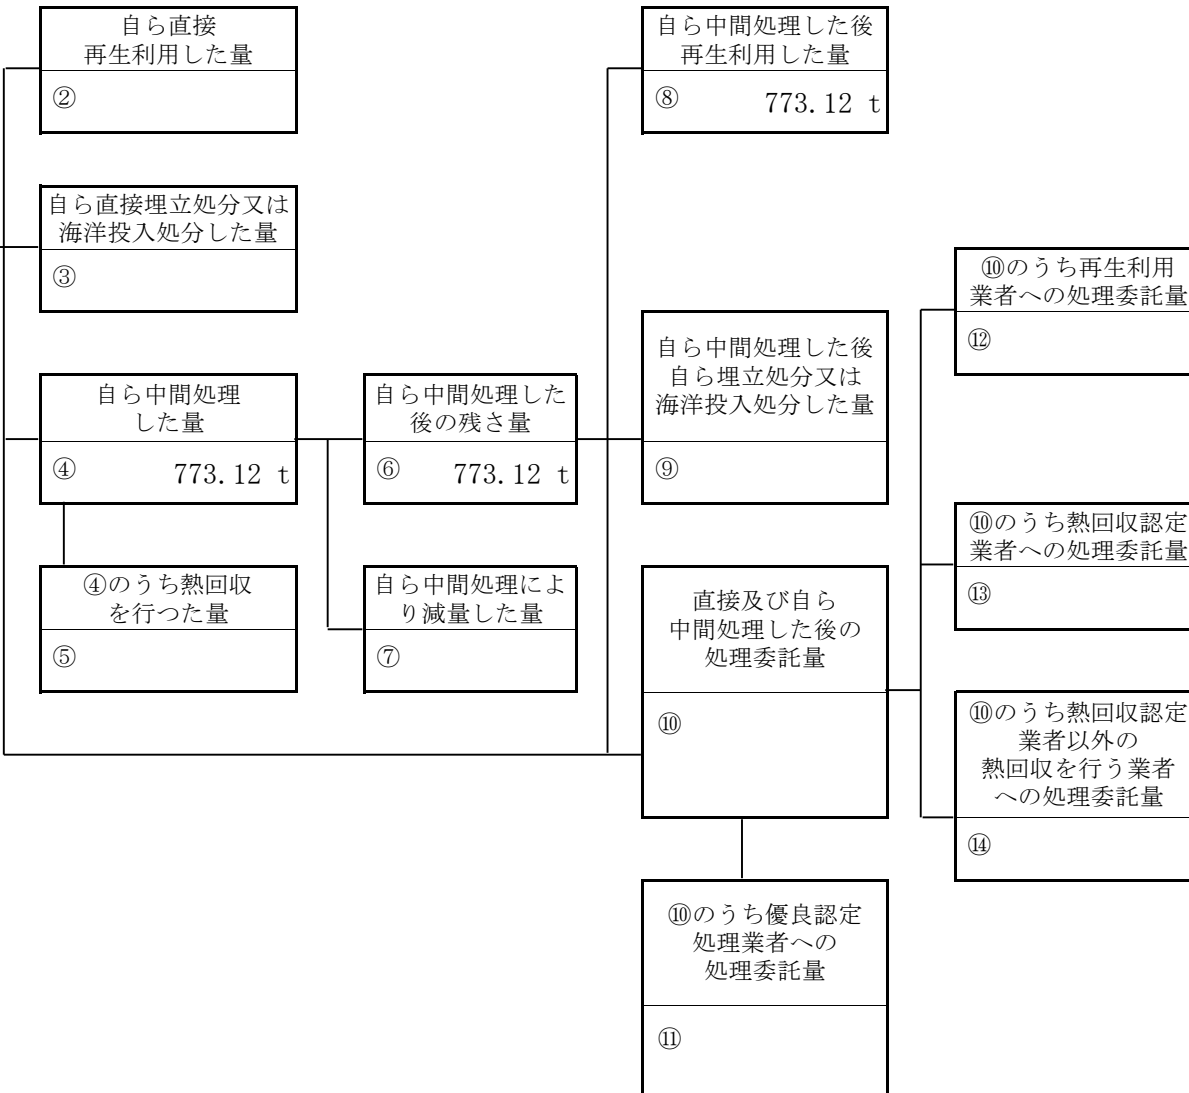 自ら直接
再生利用した量
②
自ら中間処理した後
再生利用した量
⑧ 773.12 t
自ら直接埋立処分又は
海洋投入処分した量
③
⑩のうち再生利用
業者への処理委託量
⑫
自ら中間処理した後
自ら埋立処分又は
海洋投入処分した量
⑨
自ら中間処理
した量
④ 773.12 t
自ら中間処理した
後の残さ量
⑥ 773.12 t
⑩のうち熱回収認定
業者への処理委託量
⑬
④のうち熱回収
を行つた量
⑤
自ら中間処理によ
り減量した量
⑦
直接及び自ら
中間処理した後の
処理委託量
⑩
⑩のうち熱回収認定
業者以外の
熱回収を行う業者
への処理委託量
⑭
⑩のうち優良認定
処理業者への
処理委託量
⑪